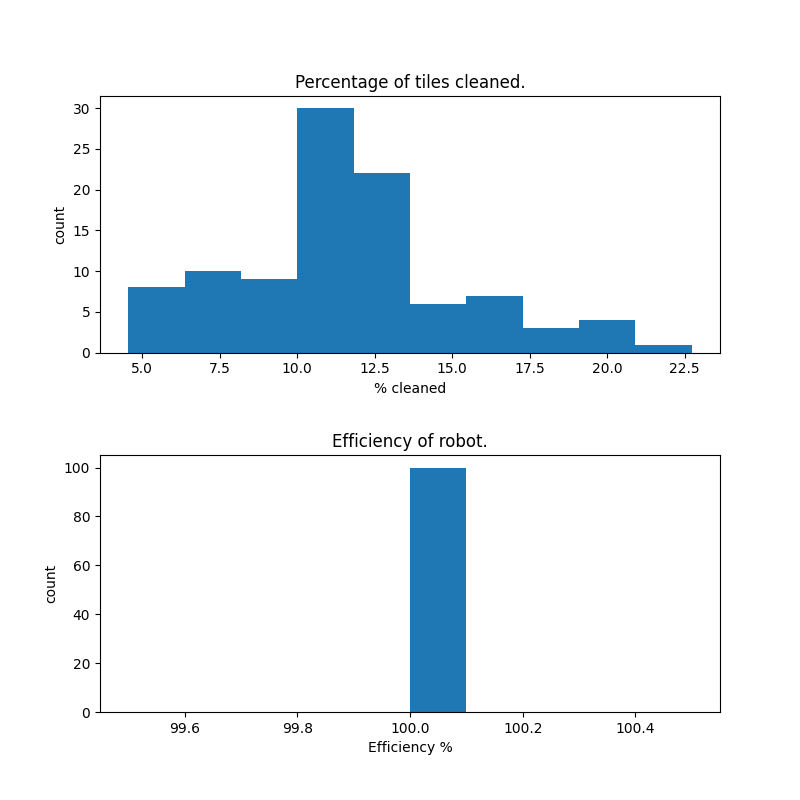 Percentage of tiles cleaned.
30
25
20
15
10
5
0
count
5.0 7.5 10.0 12.5 15.0 17.5 20.0 22.5
% cleaned
Efficiency of robot.
100
80
60
40
20
0
count
99.6 99.8 100.0 100.2 100.4
Efficiency %